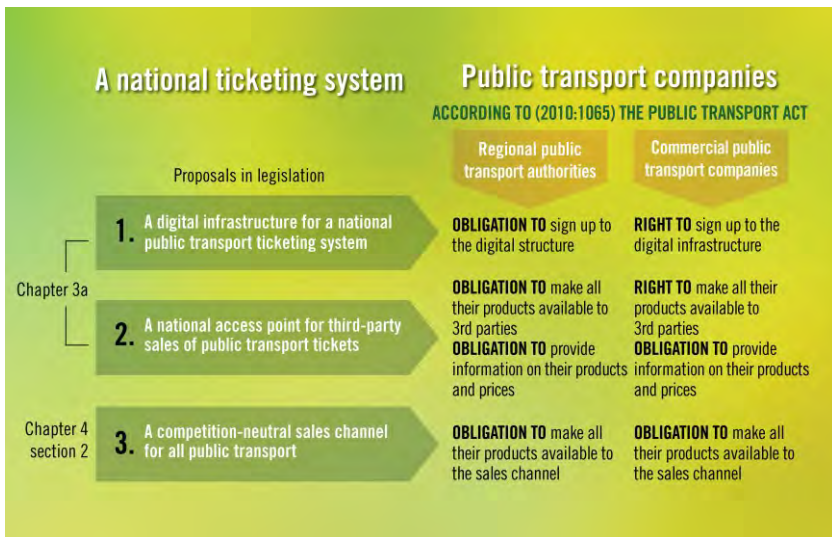 A national ticketing system
Public transport companies
ACCORDING TO (2010:1065) THE PUBLIC TRANSPORT ACT
Regional public
transport authorities
Commercial public
transport companies
Proposals in legislation
Chapter 3a
1. A digital infrastructure for a national
public transport ticketing system
OBLIGATION TO sign up to
the digital structure
RIGHT TO sign up to the
digital infrastructure
2. A national access point for third-party
sales of public transport tickets
OBLIGATION TO make all
their products available to
3rd parties
OBLIGATION TO provide
information on their products
and prices
RIGHT TO make all their
products available to
3rd parties
OBLIGATION TO provide
information on their products
and prices
Chapter 4
section 2
3. A competition-neutral sales channel
for all public transport
OBLIGATION TO make all
their products available to
the sales channel
OBLIGATION TO make all
their products available to
the sales channel